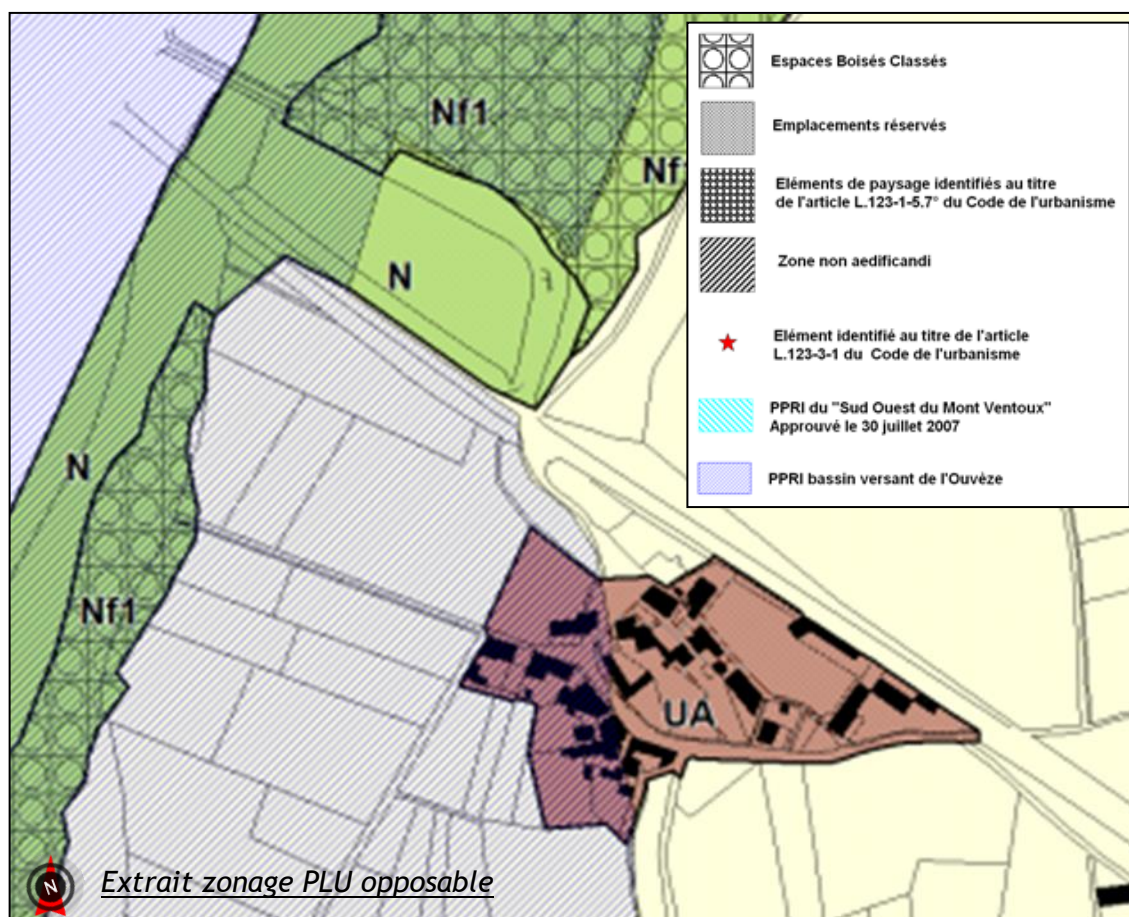 Nf1
Espaces Boisés Classés
Emplacements réservés
Eléments de paysage identifiés au titre
de l'article L.123-1-5.7° du Code de l'urbanisme
Zone non aedificandi
Elément identifié au titre de l'article
L.123-3-1 du Code de l'urbanisme
PPRI du "Sud Ouest du Mont Ventoux"
Approuvé le 30 juillet 2007
PPRI bassin versant de l'Ouvèze
N
N
Nf1
UA
N
Extrait zonage PLU opposable